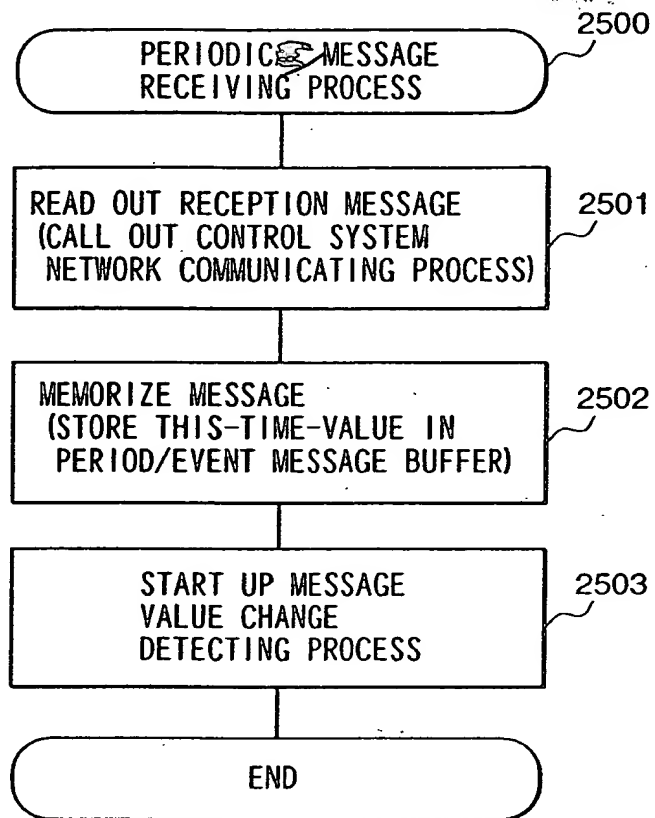 2500
PERIODIC MESSAGE
RECEIVING PROCESS
READ OUT RECEPTION MESSAGE
(CALL OUT CONTROL SYSTEM
NETWORK COMMUNICATING PROCESS)
2501
MEMORIZE MESSAGE
(STORE THIS-TIME-VALUE IN
PERIOD/EVENT MESSAGE BUFFER)
2502
START UP MESSAGE
VALUE CHANGE
DETECTING PROCESS
2503
END